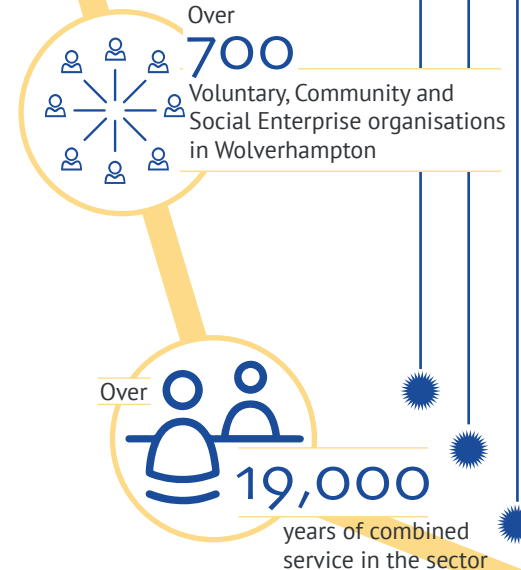 Over
700
Voluntary, Community and
Social Enterprise organisations
in Wolverhampton
Over
19,000
years of combined
service in the sector